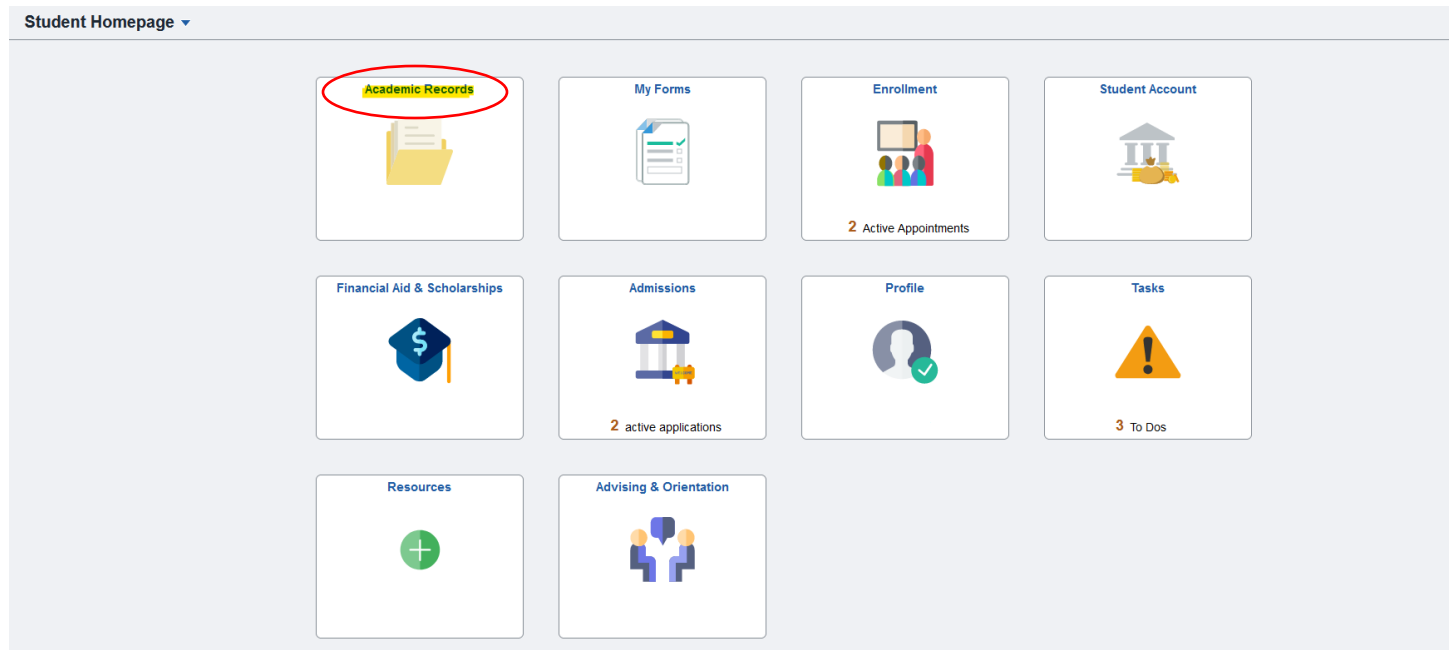 Student Homepage
Academic Records
My Forms
Enrollment
Student Account
2 Active Appointments
Financial Aid & Scholarships
Admissions
Profile
Tasks
2 active applications
3 To Dos
Resources
Advising & Orientation